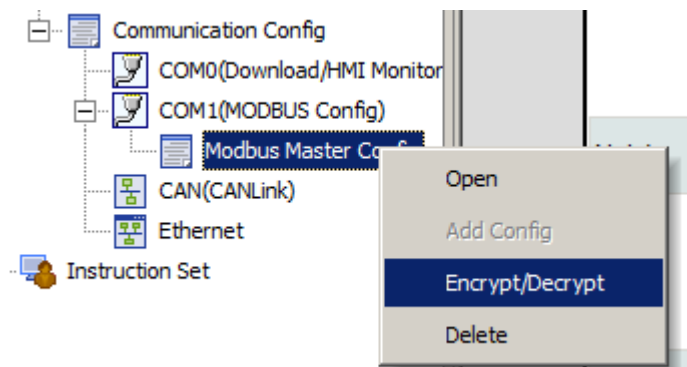 Communication Config
COM0(Download/HMI Monitor
COM1(MODBUS Config)
Modbus Master
Open
CAN(CANLink)
Add Config
Ethernet
Encrypt/Decrypt
Instruction Set
Delete